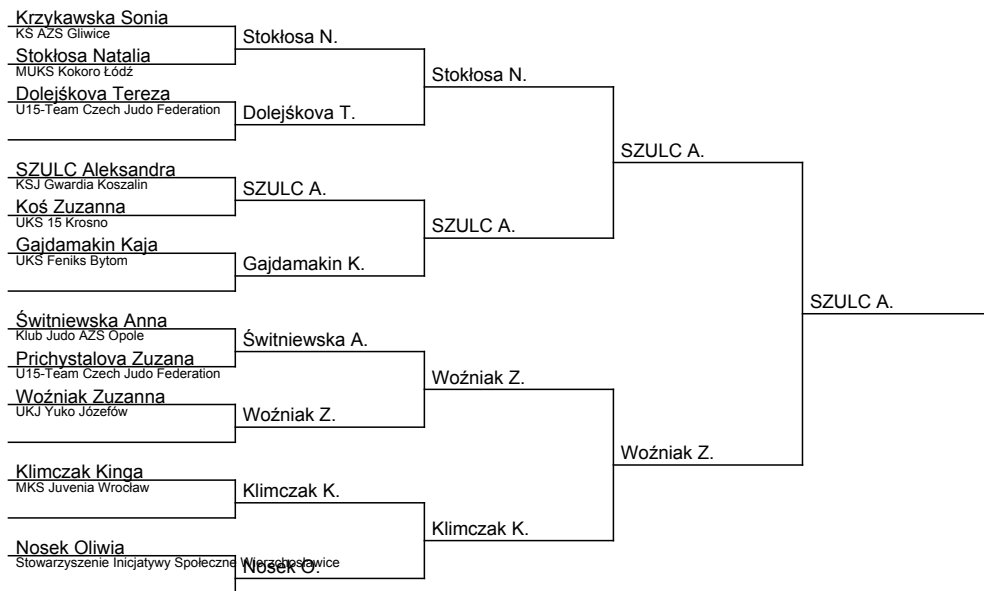 Krzykawska Sonia
KS AZS Gliwice
Stokłosa N.
Stokłosa Natalia
MUKS Kokoro Łódź
Stokłosa N.
Dolejśkova Tereza
U15-Team Czech Judo Federation
Dolejśkova T.
SZULC A.
SZULC Aleksandra
KSJ Gwardia Koszalin
SZULC A.
Koś Zuzanna
UKS 15 Krosno
SZULC A.
Gajdamakin Kaja
UKS Feniks Bytom
Gajdamakin K.
SZULC A.
Świtniewska Anna
Klub Judo AZS Opole
Świtniewska A.
Prichystalova Zuzana
U15-Team Czech Judo Federation
Woźniak Z.
Woźniak Zuzanna
UKJ Yuko Józefów
Woźniak Z.
Woźniak Z.
Klimczak Kinga
MKS Juvenia Wrocław
Klimczak K.
Klimczak K.
Nosek Oliwia
Stowarzyszenie Inicjatywy Społeczne Wierzchosławice
Nosek O.